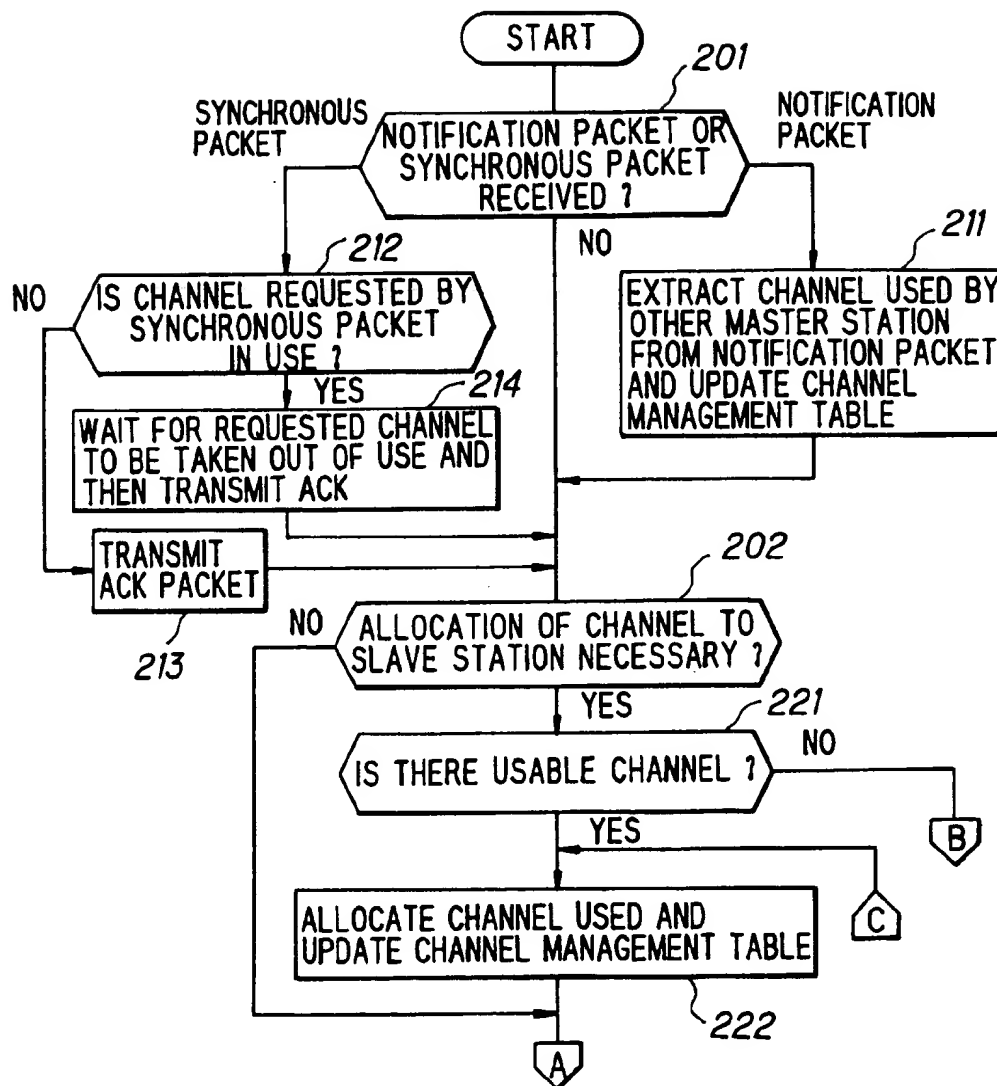 START
201
SYNCHRONOUS
PACKET
NOTIFICATION PACKET OR
SYNCHRONOUS PACKET
RECEIVED ?
NOTIFICATION
PACKET
NO
212
NO
IS CHANNEL REQUESTED BY
SYNCHRONOUS PACKET
IN USE ?
211
EXTRACT CHANNEL USED BY
OTHER MASTER STATION
FROM NOTIFICATION PACKET
AND UPDATE CHANNEL
MANAGEMENT TABLE
YES
214
WAIT FOR REQUESTED CHANNEL
TO BE TAKEN OUT OF USE AND
THEN TRANSMIT ACK
TRANSMIT
ACK PACKET
213
202
NO
ALLOCATION OF CHANNEL TO
SLAVE STATION NECESSARY ?
YES
221
IS THERE USABLE CHANNEL ?
NO
B
YES
C
ALLOCATE CHANNEL USED AND
UPDATE CHANNEL MANAGEMENT TABLE
222
A